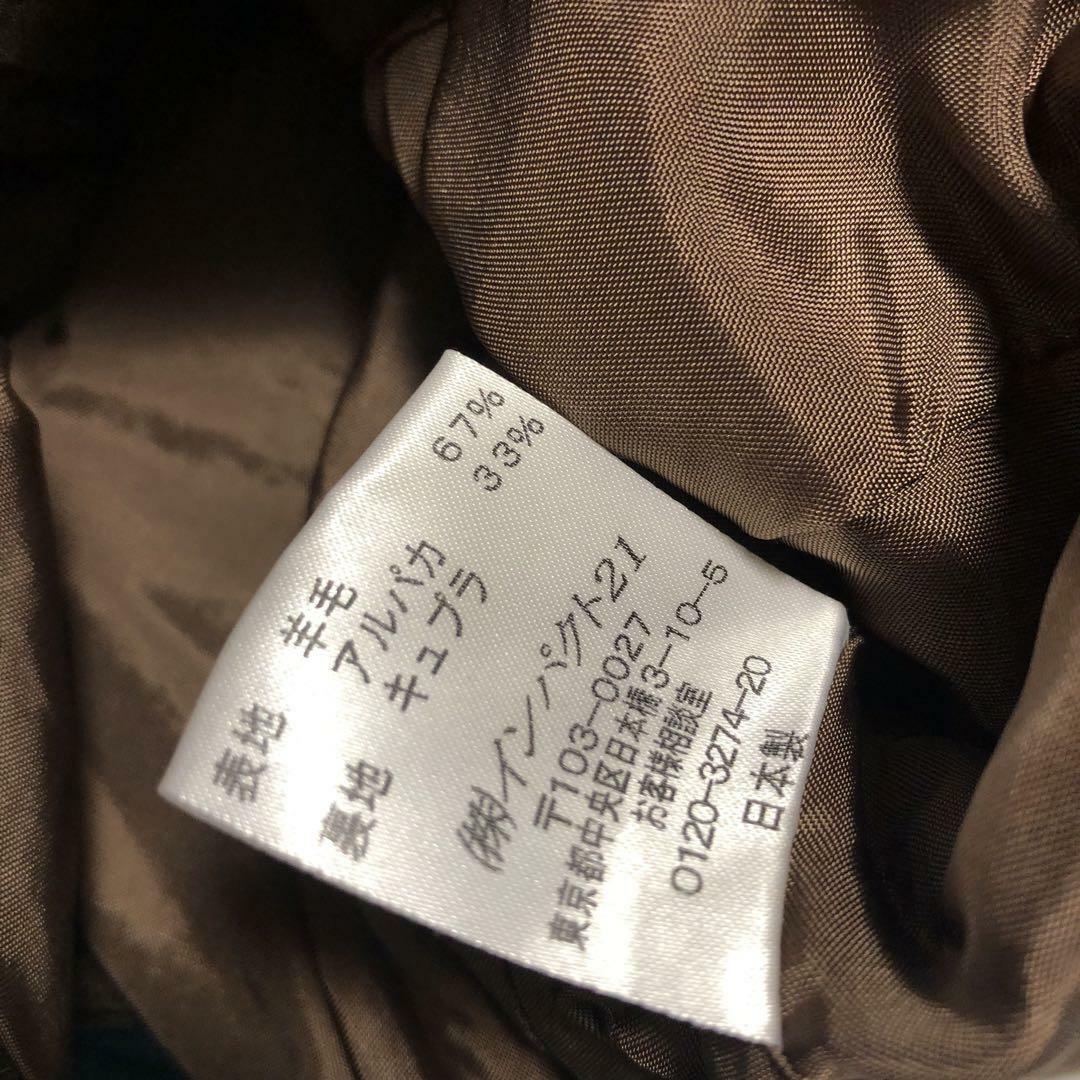 表地 羊毛 67%
アルパカ 33%
裏地 キュプラ
㈱インパクト21
〒103-0027
東京都中央区日本橋3-10-5
お客様相談室
0120-3274-20
日本製